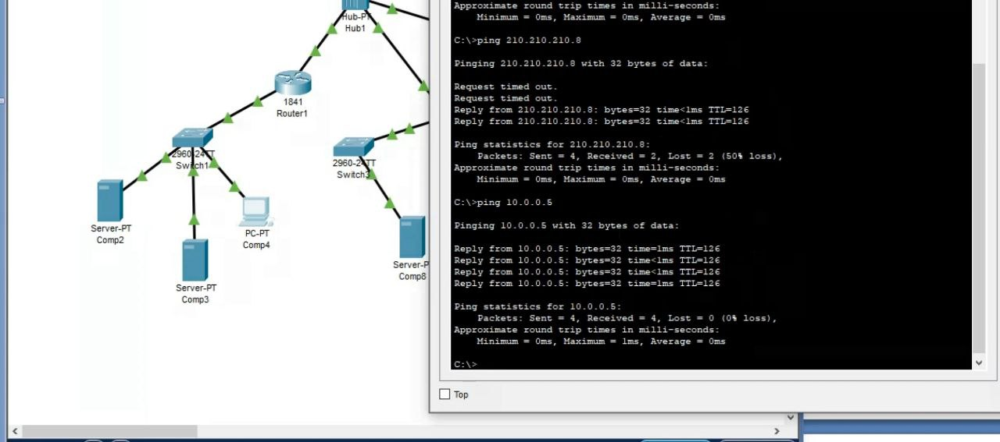 Hub-PT
Hub1
1841
Router1
2960-24TT
Switch1
2960-24TT
Switch3
Server-PT
Comp2
PC-PT
Comp4
Server-PT
Comp3
Server-P
Comp8
Approximate round trip times in milli-seconds:
Minimum = 0ms, Maximum = 0ms, Average = 0ms
C:\>ping 210.210.210.8
Pinging 210.210.210.8 with 32 bytes of data:
Request timed out.
Request timed out.
Reply from 210.210.210.8: bytes=32 time<1ms TTL=126
Reply from 210.210.210.8: bytes=32 time<1ms TTL=126
Ping statistics for 210.210.210.8:
Packets: Sent = 4, Received = 2, Lost = 2 (50% loss),
Approximate round trip times in milli-seconds:
Minimum = 0ms, Maximum = 0ms, Average = 0ms
C:\>ping 10.0.0.5
Pinging 10.0.0.5 with 32 bytes of data:
Reply from 10.0.0.5: bytes=32 time=1ms TTL=126
Reply from 10.0.0.5: bytes=32 time<1ms TTL=126
Reply from 10.0.0.5: bytes=32 time<1ms TTL=126
Reply from 10.0.0.5: bytes=32 time<1ms TTL=126
Ping statistics for 10.0.0.5:
Packets: Sent = 4, Received = 4, Lost = 0 (0% loss),
Approximate round trip times in milli-seconds:
Minimum = 0ms, Maximum = 1ms, Average = 0ms
C:\>
Top